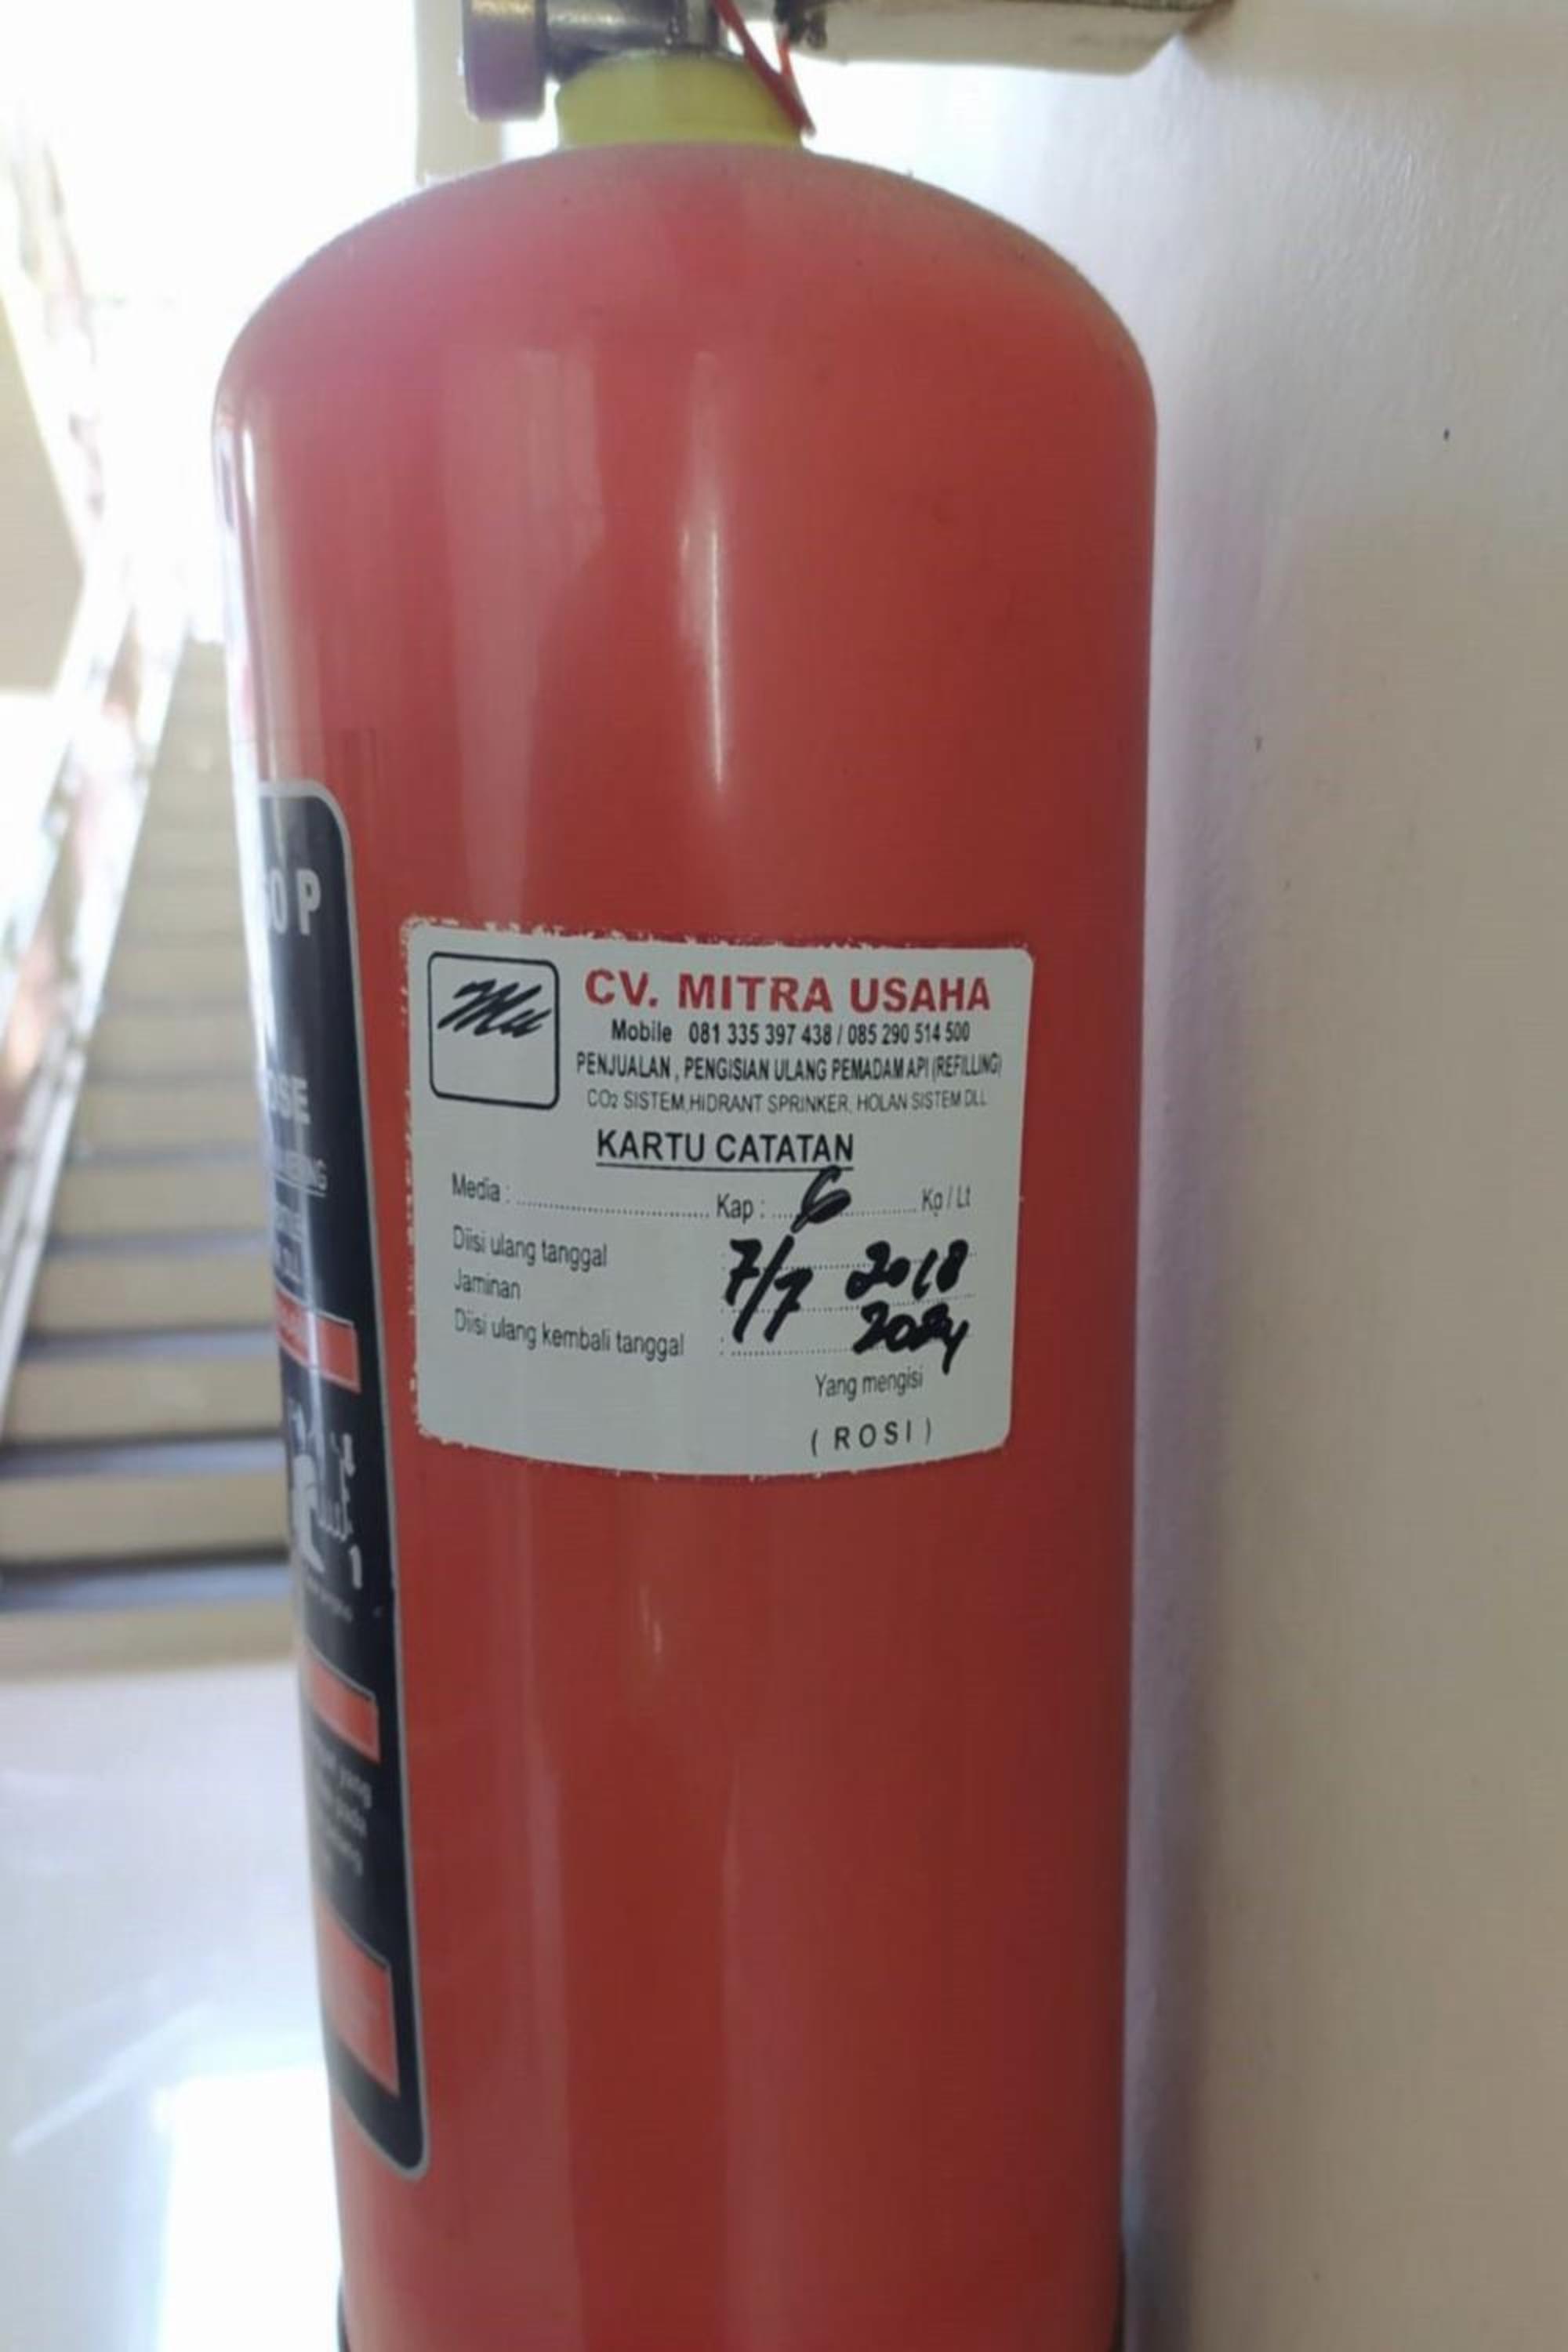 CV. MITRA USAHA
Mobile 081 335 397 438 / 085 290 514 500
PENJUALAN , PENGISIAN ULANG PEMADAM API (REFILLING)
CO2 SISTEM,HIDRANT SPRINKER, HOLAN SISTEM DLL
KARTU CATATAN
Media : Kap : 6 Kg / Lt
Diisi ulang tanggal : 7/7 2018
Jaminan
Diisi ulang kembali tanggal : 2024
Yang mengisi
( ROSI )
P
yang
pada